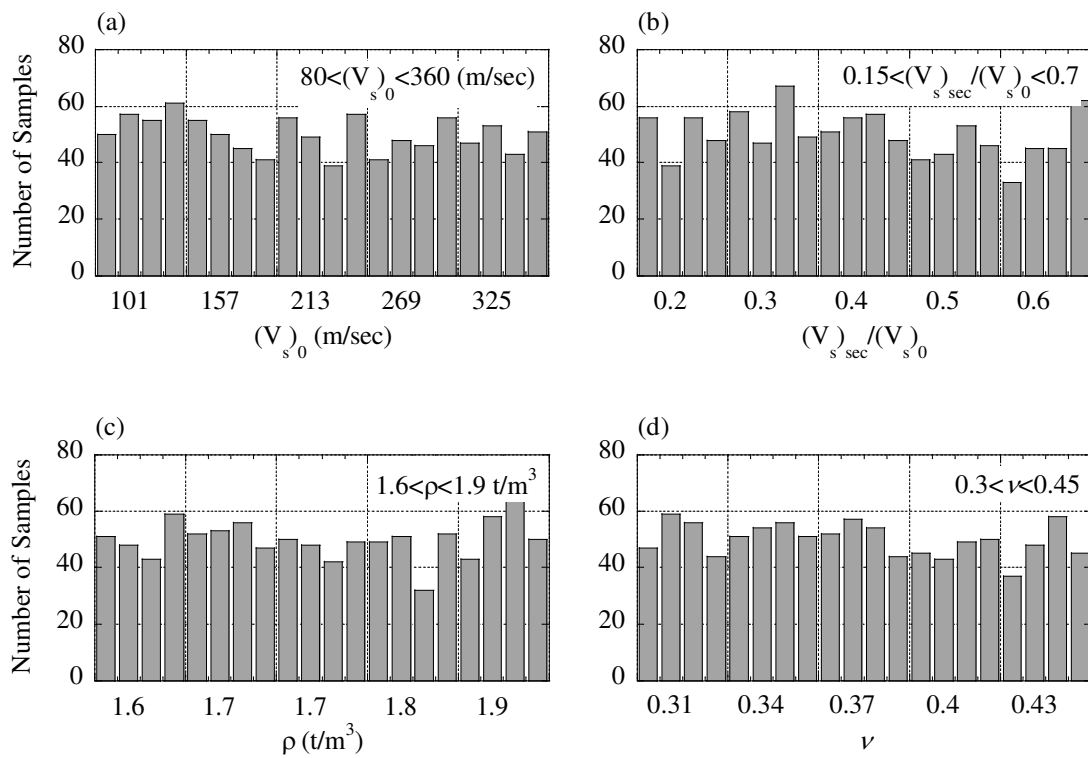 (a)
80<(V_s)_0<360 (m/sec)
80
60
40
20
0
Number of Samples
101 157 213 269 325
(V_s)_0 (m/sec)
(b)
0.15<(V_s)_sec/(V_s)_0<0.7
80
60
40
20
0
0.2 0.3 0.4 0.5 0.6
(V_s)_sec/(V_s)_0
(c)
1.6<ρ<1.9 t/m^3
80
60
40
20
0
Number of Samples
1.6 1.7 1.7 1.8 1.9
ρ (t/m^3)
(d)
0.3<ν<0.45
80
60
40
20
0
0.31 0.34 0.37 0.4 0.43
ν